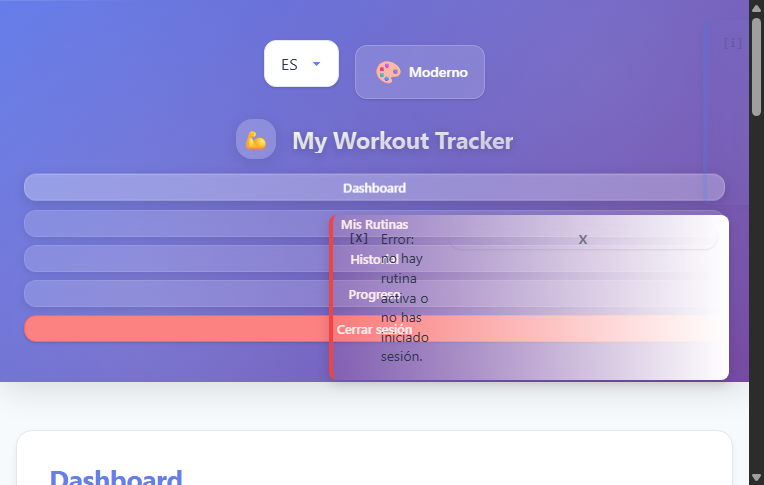 [i]
ES
Moderno
My Workout Tracker
Dashboard
Mis Rutinas
Historial
Progreso
Cerrar sesión
[X]
Error:
no hay
rutina
activa o
no has
iniciado
sesión.
X
Dashboard